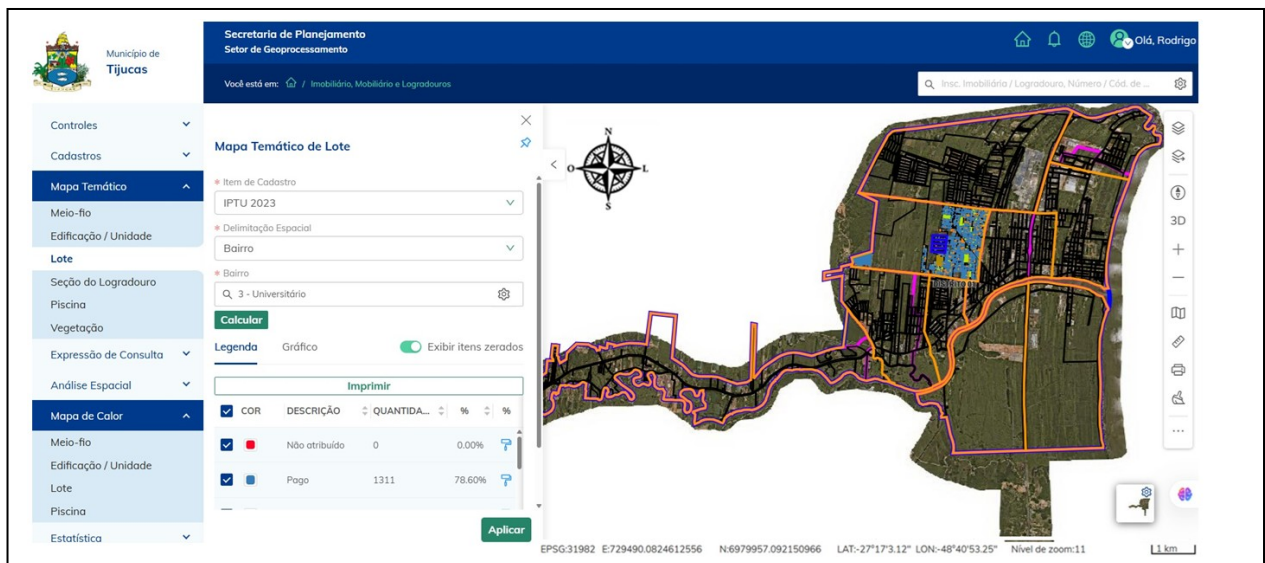 Município de
Tijucas
Secretaria de Planejamento
Setor de Geoprocessamento
Olá, Rodrigo
Você está em: / Imobiliário, Mobiliário e Logradouros
Insc. Imobiliária / Logradouro, Número / Cód. de ...
Controles
Cadastros
Mapa Temático
Meio-fio
Edificação / Unidade
Lote
Seção do Logradouro
Piscina
Vegetação
Expressão de Consulta
Análise Espacial
Mapa de Calor
Meio-fio
Edificação / Unidade
Lote
Piscina
Estatística
Mapa Temático de Lote
* Item de Cadastro
IPTU 2023
* Delimitação Espacial
Bairro
* Bairro
3 - Universitário
Calcular
Legenda Gráfico Exibir itens zerados
Imprimir
COR DESCRIÇÃO QUANTIDA... % %
Não atribuído 0 0.00%
Pago 1311 78.60%
Aplicar
N
O L
S
3D
EPSG:31982 E:729490.0824612556 N:6979957.092150966 LAT:-27°17'3.12" LON:-48°40'53.25" Nível de zoom:11 1 km